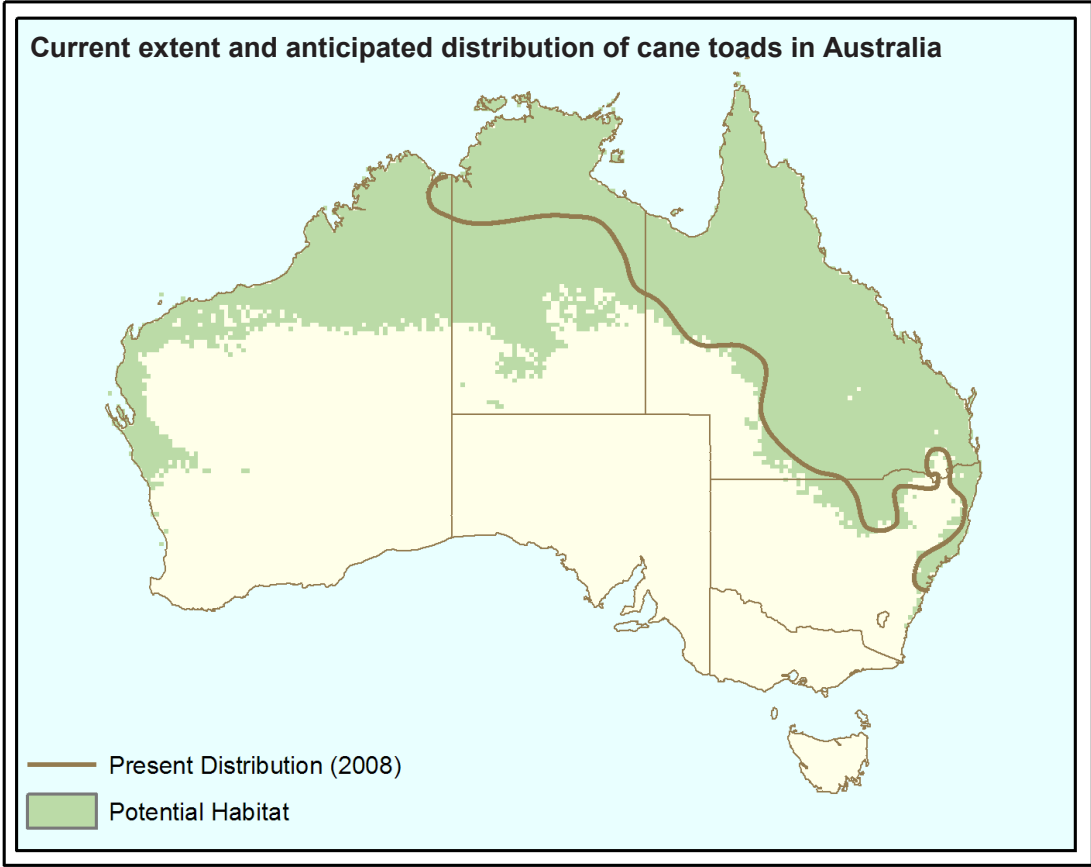 Current extent and anticipated distribution of cane toads in Australia
Present Distribution (2008)
Potential Habitat